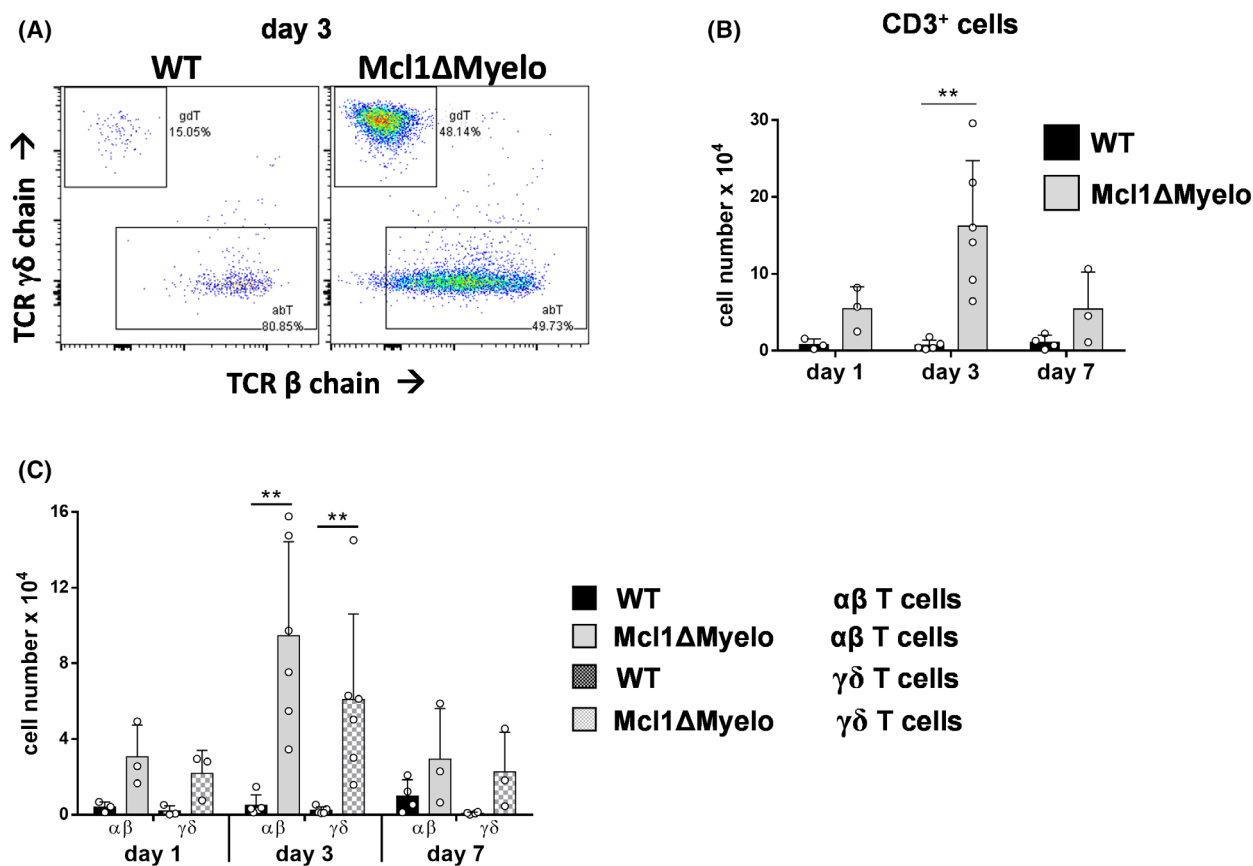 (A)
day 3
WT
Mcl1ΔMyelo
gdT
15.05%
gdT
48.14%
abT
80.85%
abT
49.73%
TCR γδ chain →
TCR β chain →
(B)
CD3+ cells
**
30
20
10
0
cell number x 10⁴
day 1
day 3
day 7
WT
Mcl1ΔMyelo
(C)
**
**
16
12
8
4
0
cell number x 10⁴
αβ γδ αβ γδ αβ γδ
day 1 day 3 day 7
WT αβ T cells
Mcl1ΔMyelo αβ T cells
WT γδ T cells
Mcl1ΔMyelo γδ T cells